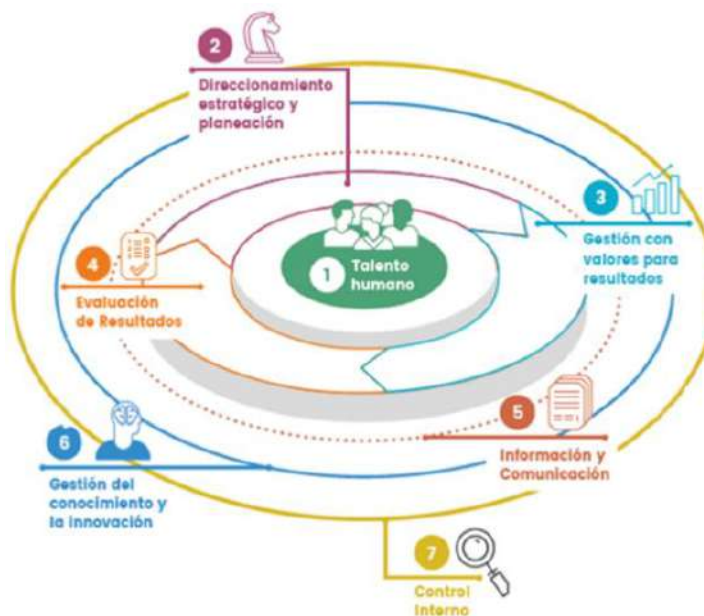 2
Direccionamiento
estratégico y
planeación
3
Gestión con
valores para
resultados
1
Talento
humano
4
Evaluación
de Resultados
5
Información y
Comunicación
6
Gestión del
conocimiento y
la innovación
7
Control
Interno